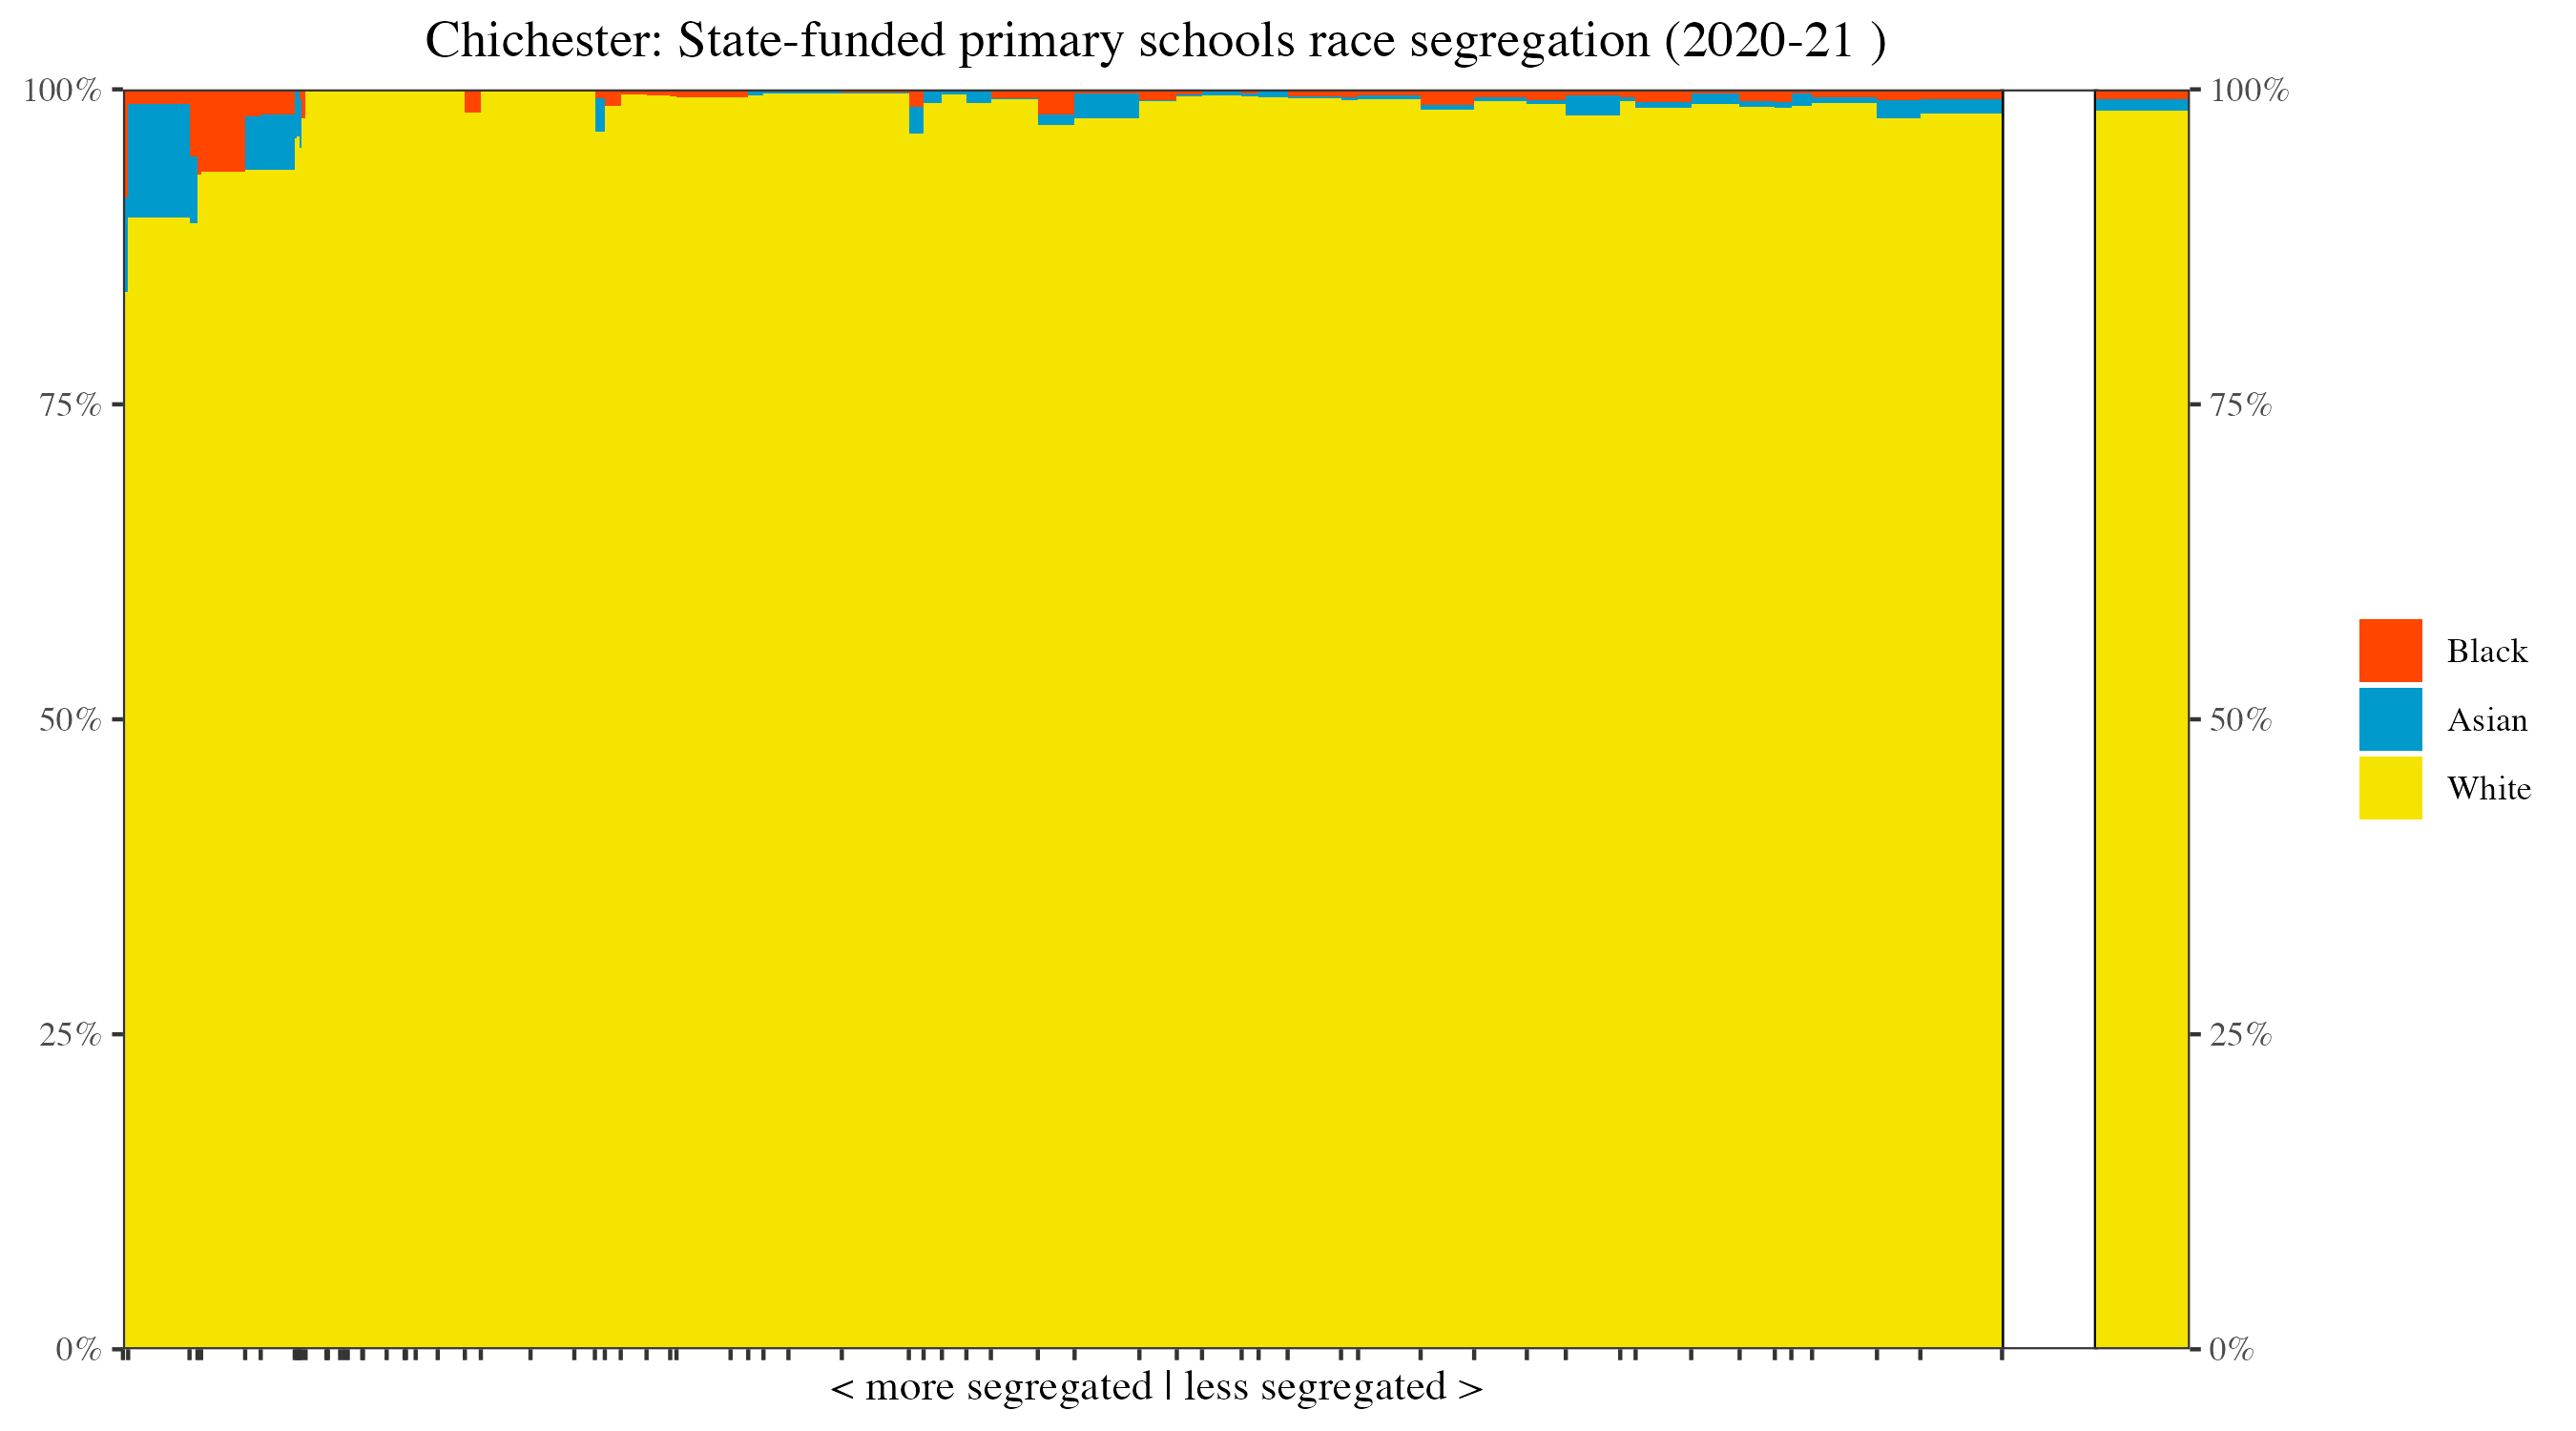 Chichester: State-funded primary schools race segregation (2020-21 )
100%
75%
50%
25%
0%
100%
75%
50%
25%
0%
Black
Asian
White
< more segregated | less segregated >